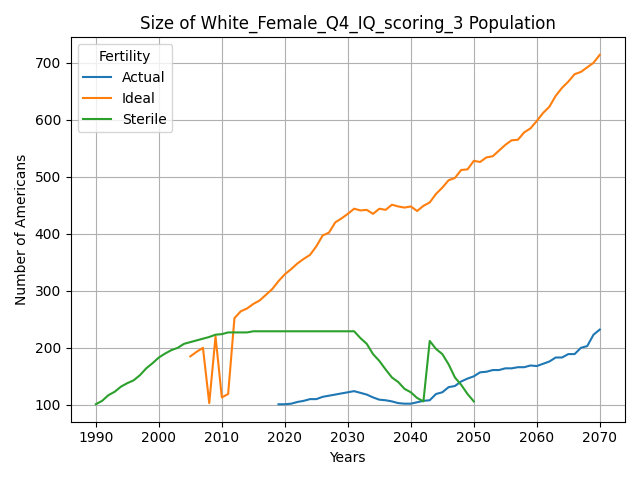 Size of White_Female_Q4_IQ_scoring_3 Population
Fertility
Actual
Ideal
Sterile
Number of Americans
700
600
500
400
300
200
100
1990 2000 2010 2020 2030 2040 2050 2060 2070
Years